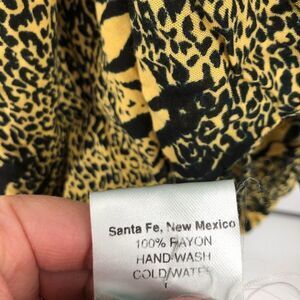 Santa Fe, New Mexico
100% RAYON
HAND WASH
COLD WATER
L